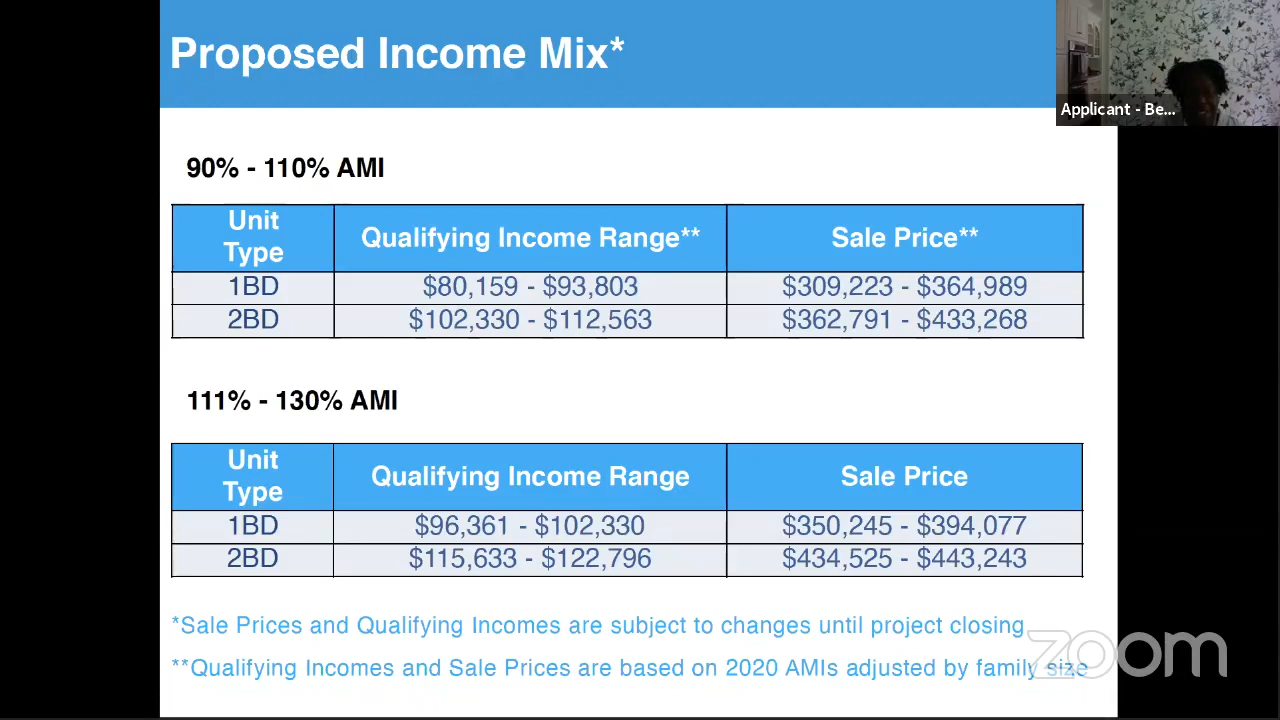 Proposed Income Mix*
Applicant - Be...
90% - 110% AMI
Unit Type Qualifying Income Range** Sale Price**
1BD $80,159 - $93,803 $309,223 - $364,989
2BD $102,330 - $112,563 $362,791 - $433,268
111% - 130% AMI
Unit Type Qualifying Income Range Sale Price
1BD $96,361 - $102,330 $350,245 - $394,077
2BD $115,633 - $122,796 $434,525 - $443,243
*Sale Prices and Qualifying Incomes are subject to changes until project closing
**Qualifying Incomes and Sale Prices are based on 2020 AMIs adjusted by family size
zoom